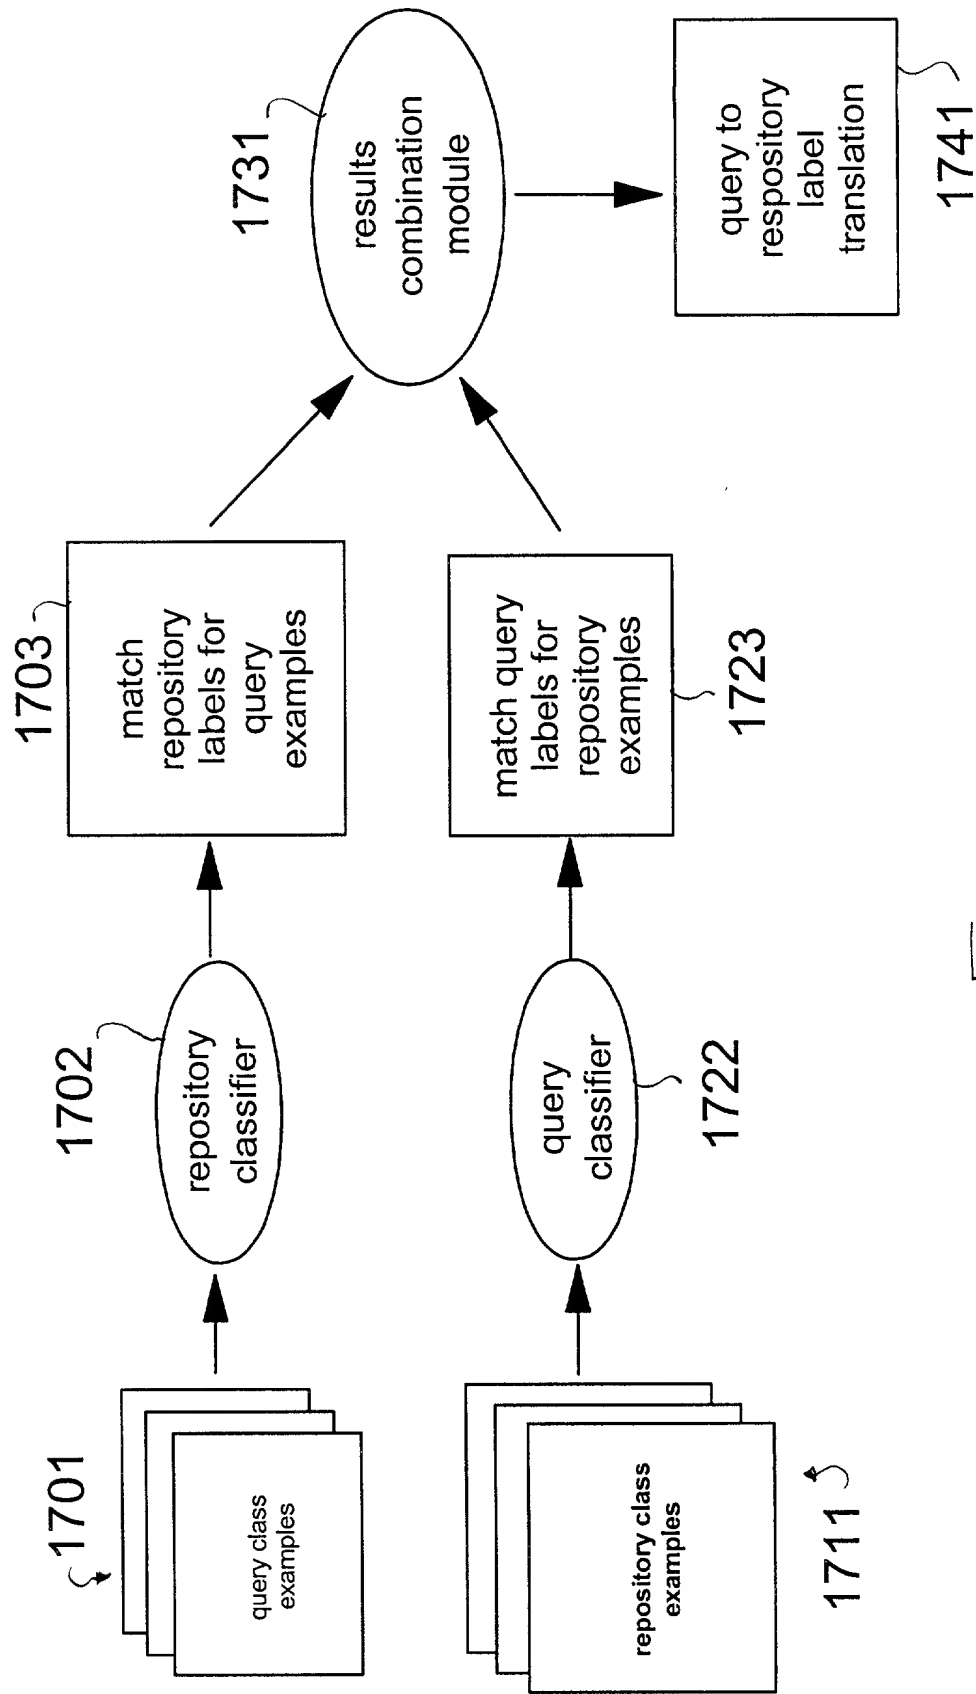 1701
query class
examples
1702
repository
classifier
1703
match
repository
labels for
query
examples
1711
repository class
examples
1722
query
classifier
1723
match query
labels for
repository
examples
1731
results
combination
module
1741
query to
respository
label
translation